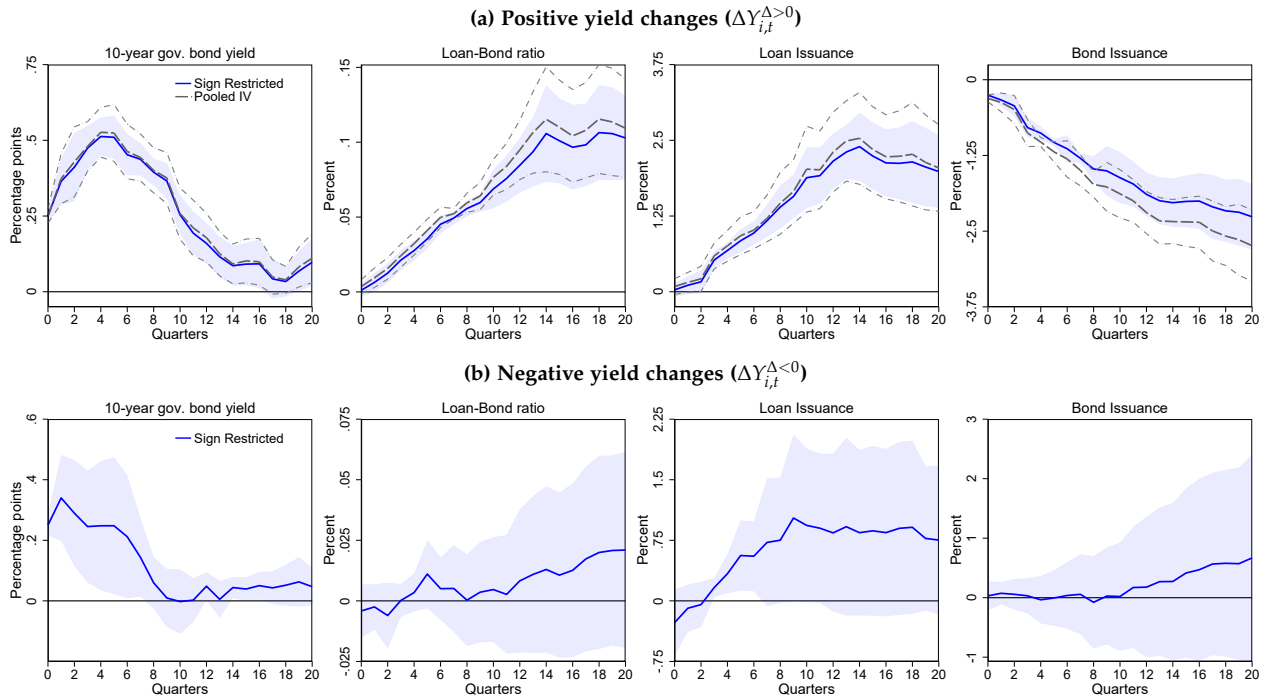 (a) Positive yield changes (ΔY_{i,t}^{Δ>0})
10-year gov. bond yield
Percentage points
.75
.5
.25
0
Sign Restricted
Pooled IV
0 2 4 6 8 10 12 14 16 18 20
Quarters
Loan-Bond ratio
Percent
.15
.1
.05
0
0 2 4 6 8 10 12 14 16 18 20
Quarters
Loan Issuance
Percent
3.75
2.5
1.25
0
0 2 4 6 8 10 12 14 16 18 20
Quarters
Bond Issuance
Percent
0
-1.25
-2.5
-3.75
0 2 4 6 8 10 12 14 16 18 20
Quarters
(b) Negative yield changes (ΔY_{i,t}^{Δ<0})
10-year gov. bond yield
Percentage points
.6
.4
.2
0
Sign Restricted
0 2 4 6 8 10 12 14 16 18 20
Quarters
Loan-Bond ratio
Percent
.075
.05
.025
0
-.025
0 2 4 6 8 10 12 14 16 18 20
Quarters
Loan Issuance
Percent
2.25
1.5
.75
0
-.75
0 2 4 6 8 10 12 14 16 18 20
Quarters
Bond Issuance
Percent
3
2
1
0
-1
0 2 4 6 8 10 12 14 16 18 20
Quarters